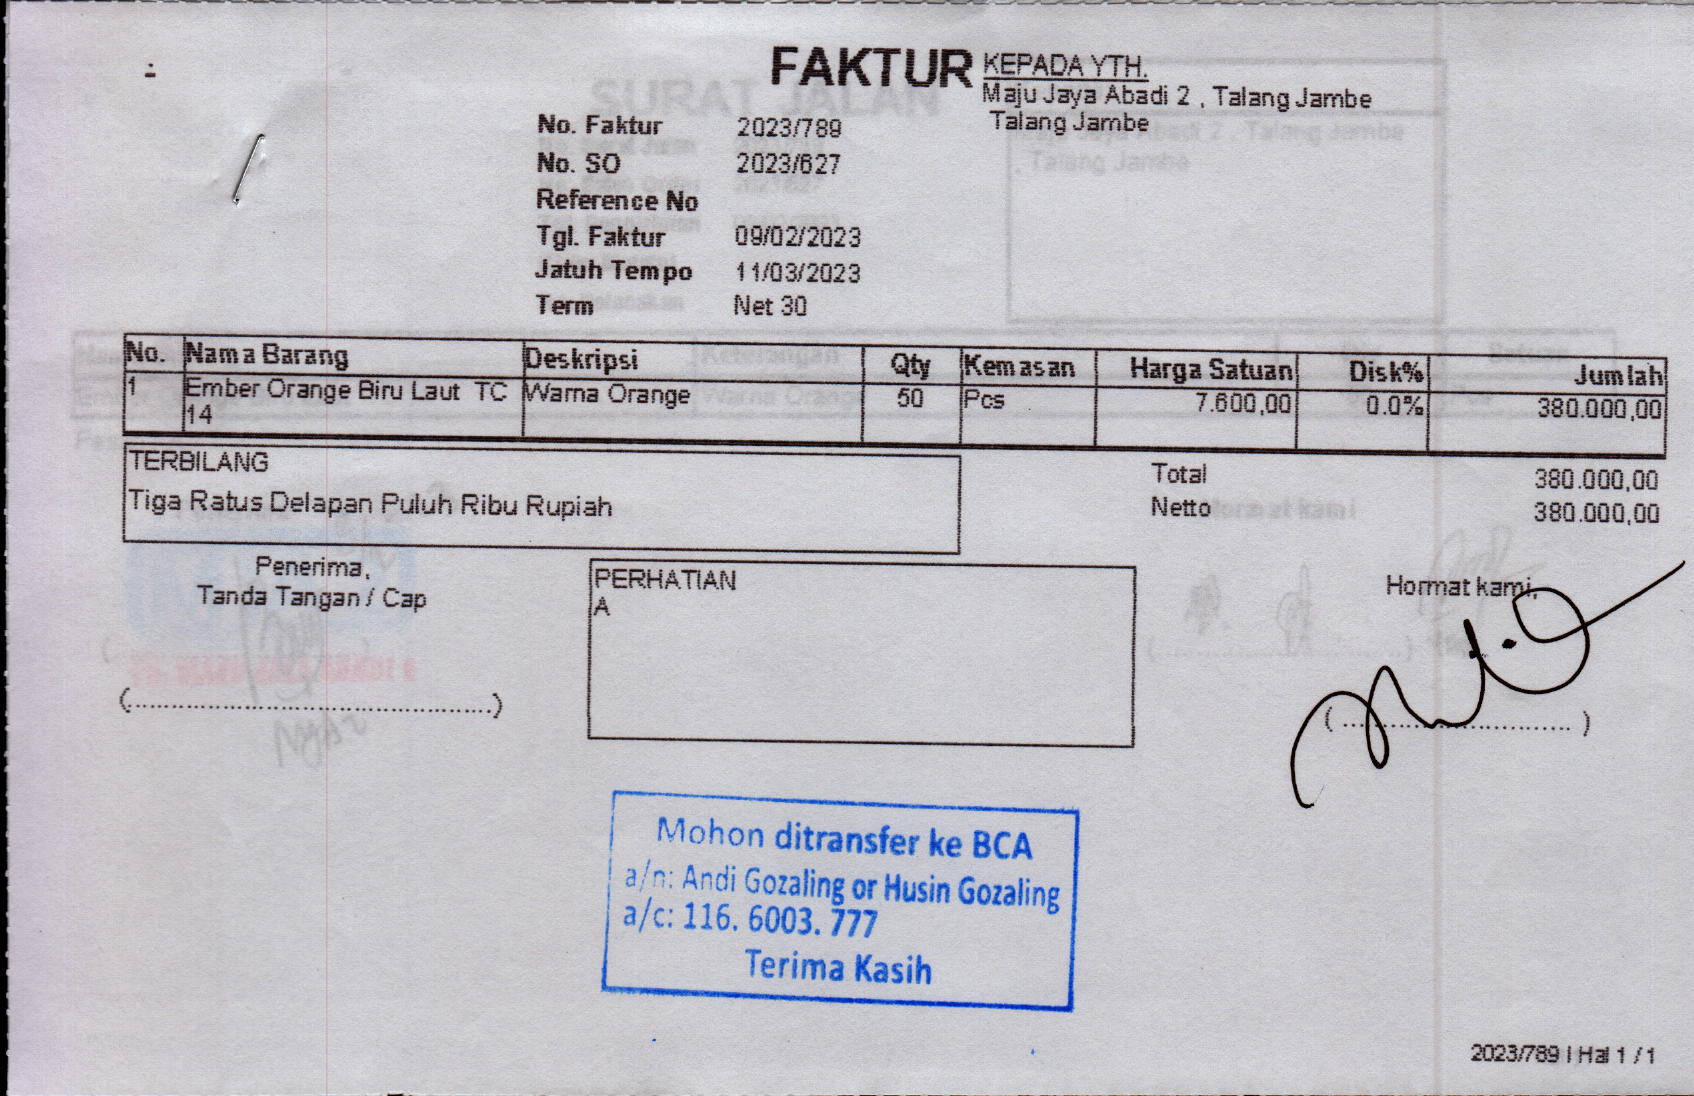 FAKTUR
KEPADA YTH.
Maju Jaya Abadi 2 , Talang Jambe
Talang Jambe
No. Faktur 2023/789
No. SO 2023/627
Reference No
Tgl. Faktur 09/02/2023
Jatuh Tempo 11/03/2023
Term Net 30
No. Nama Barang Deskripsi Qty Kemasan Harga Satuan Disk% Jumlah
1 Ember Orange Biru Laut TC Warna Orange 50 Pcs 7.600,00 0.0% 380.000,00
14
TERBILANG
Tiga Ratus Delapan Puluh Ribu Rupiah
Total 380.000,00
Netto 380.000,00
Penerima,
Tanda Tangan / Cap
(..............................................)
PERHATIAN
A
Hormat kami,
(..............................)
Mohon ditransfer ke BCA
a/n: Andi Gozaling or Husin Gozaling
a/c: 116. 6003. 777
Terima Kasih
2023/789 | Hal 1 / 1